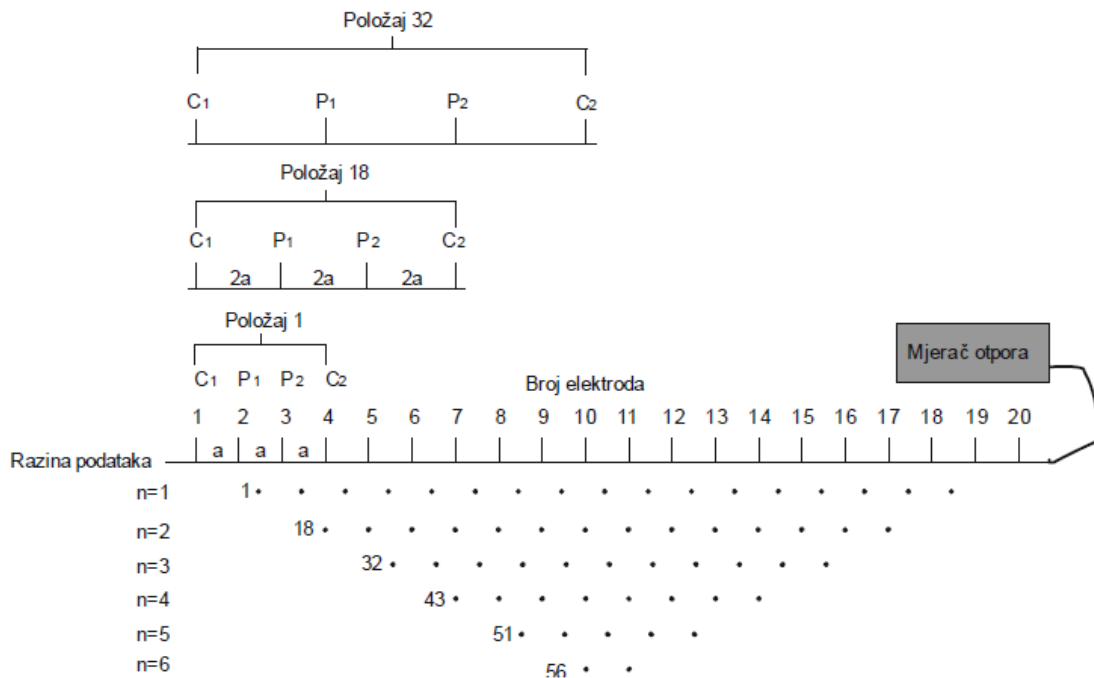 Položaj 32
C1 P1 P2 C2
Položaj 18
C1 P1 P2 C2
2a 2a 2a
Položaj 1
Mjerač otpora
C1 P1 P2 C2
Broj elektroda
1 2 3 4 5 6 7 8 9 10 11 12 13 14 15 16 17 18 19 20
a a a
Razina podataka
n=1 1
n=2 18
n=3 32
n=4 43
n=5 51
n=6 56